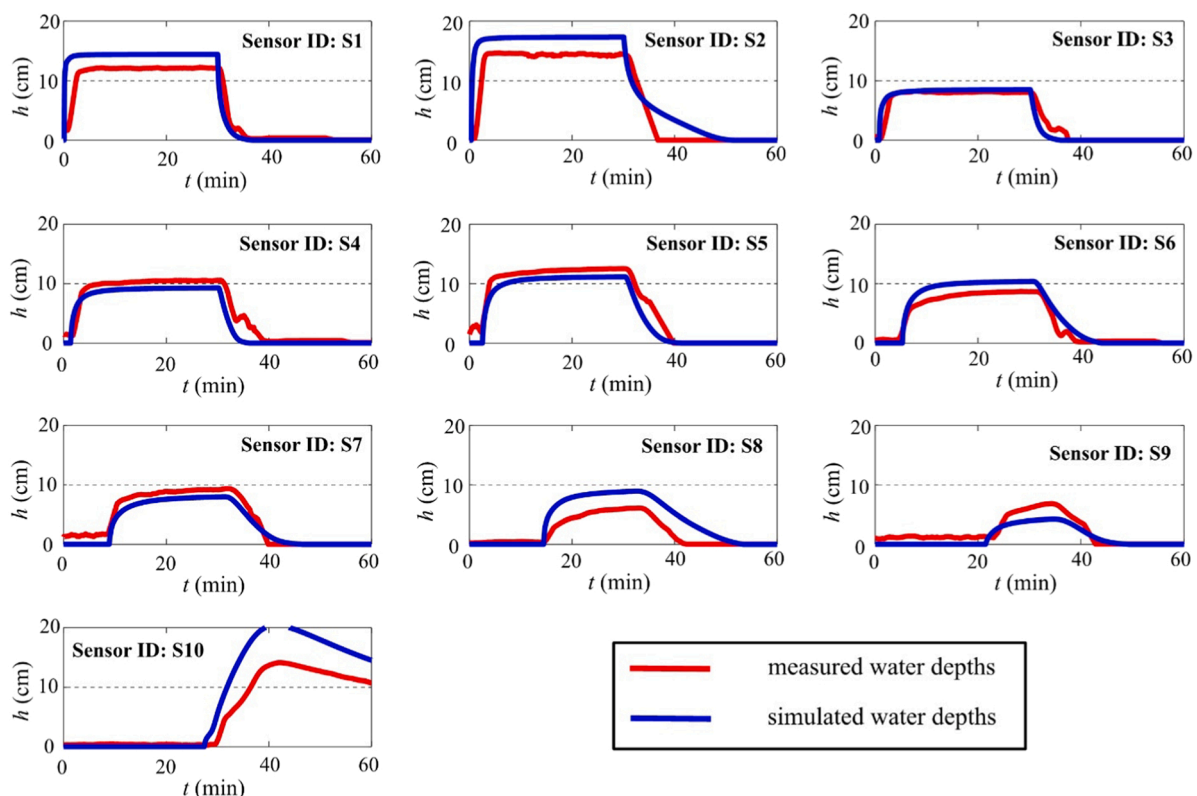 20
Sensor ID: S1
h (cm)
10
0
0 20 40 60
t (min)
20
Sensor ID: S2
h (cm)
10
0
0 20 40 60
t (min)
20
Sensor ID: S3
h (cm)
10
0
0 20 40 60
t (min)
20
Sensor ID: S4
h (cm)
10
0
0 20 40 60
t (min)
20
Sensor ID: S5
h (cm)
10
0
0 20 40 60
t (min)
20
Sensor ID: S6
h (cm)
10
0
0 20 40 60
t (min)
20
Sensor ID: S7
h (cm)
10
0
0 20 40 60
t (min)
20
Sensor ID: S8
h (cm)
10
0
0 20 40 60
t (min)
20
Sensor ID: S9
h (cm)
10
0
0 20 40 60
t (min)
20
Sensor ID: S10
h (cm)
10
0
0 20 40 60
t (min)
measured water depths
simulated water depths